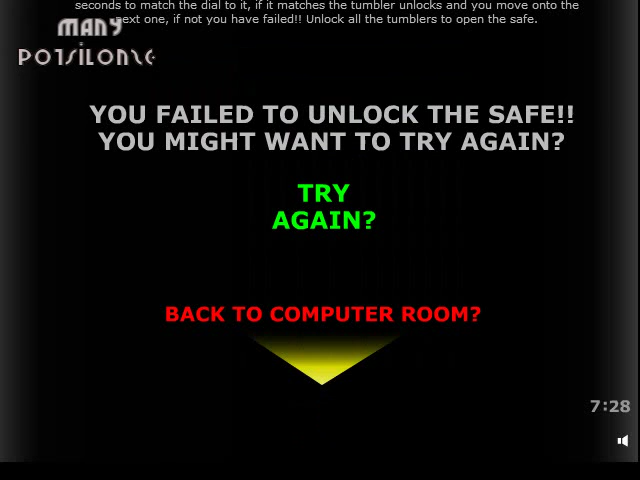 seconds to match the dial to it, if it matches the tumbler unlocks and you move onto the
next one, if not you have failed!! Unlock all the tumblers to open the safe.
MANY
YOU FAILED TO UNLOCK THE SAFE!!
YOU MIGHT WANT TO TRY AGAIN?
TRY
AGAIN?
BACK TO COMPUTER ROOM?
7:28